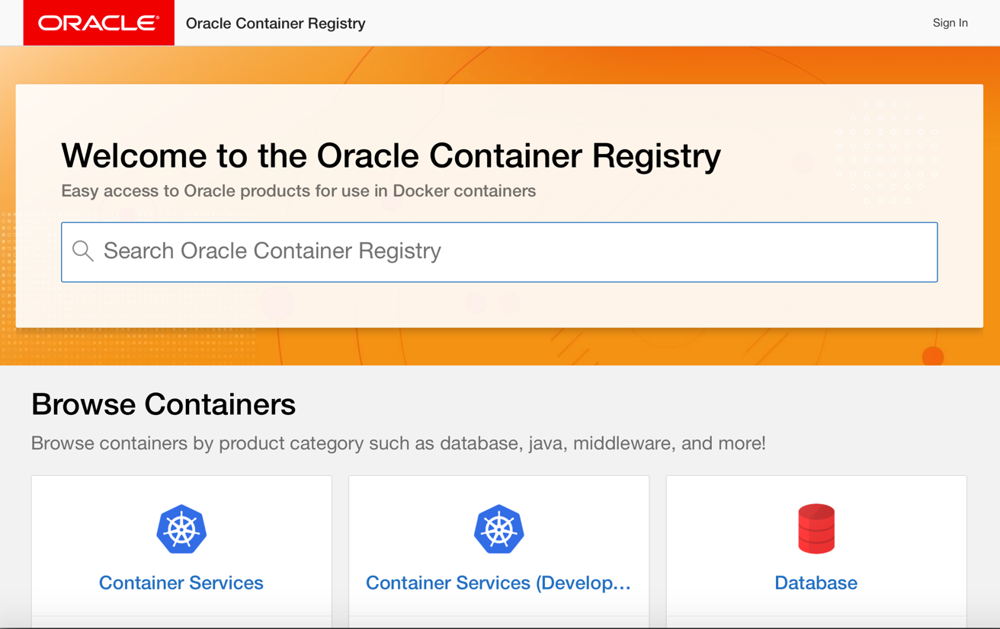 ORACLE®
Oracle Container Registry
Sign In
Welcome to the Oracle Container Registry
Easy access to Oracle products for use in Docker containers
Search Oracle Container Registry
Browse Containers
Browse containers by product category such as database, java, middleware, and more!
Container Services
Container Services (Develop...
Database